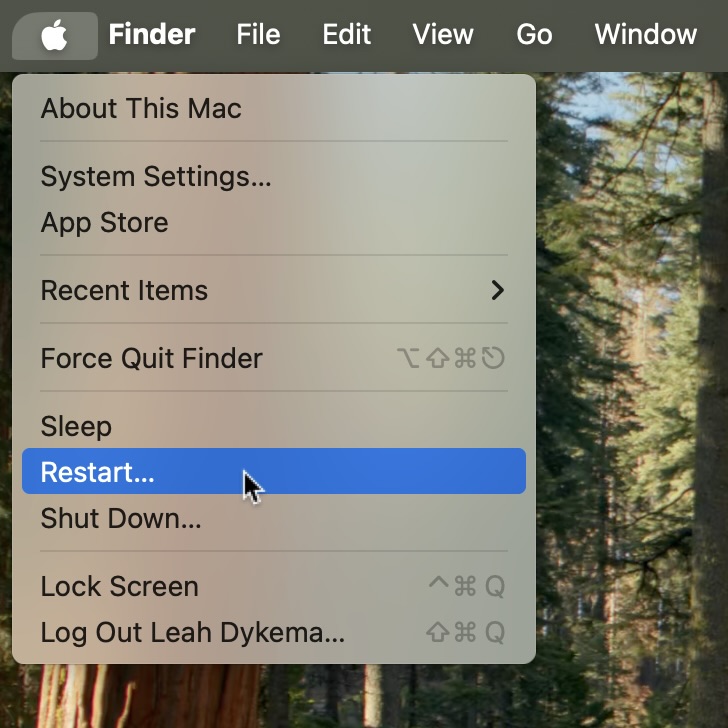 Finder File Edit View Go Window
About This Mac
System Settings...
App Store
Recent Items
Force Quit Finder ⌥⇧⌘⎋
Sleep
Restart...
Shut Down...
Lock Screen ^⌘Q
Log Out Leah Dykema... ⇧⌘Q